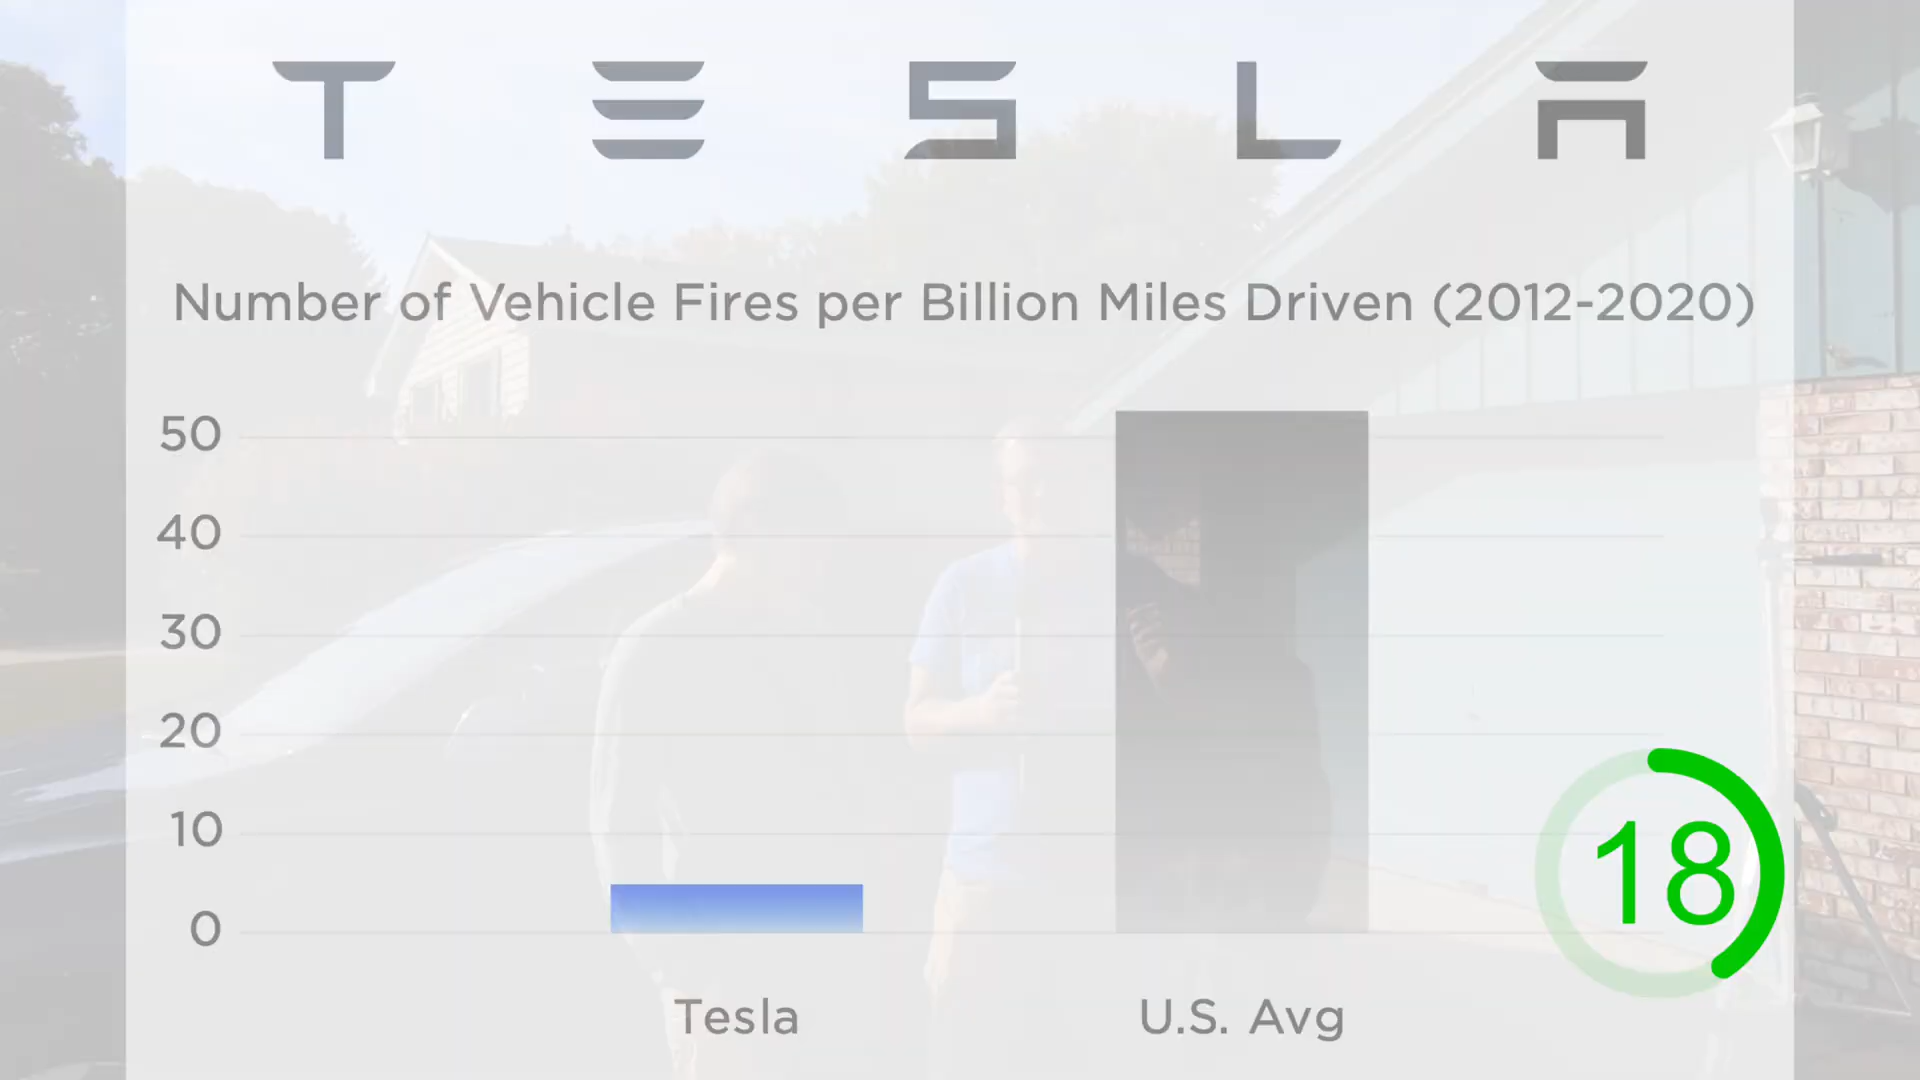 TESLA
Number of Vehicle Fires per Billion Miles Driven (2012-2020)
50
40
30
20
10
0
18
Tesla
U.S. Avg